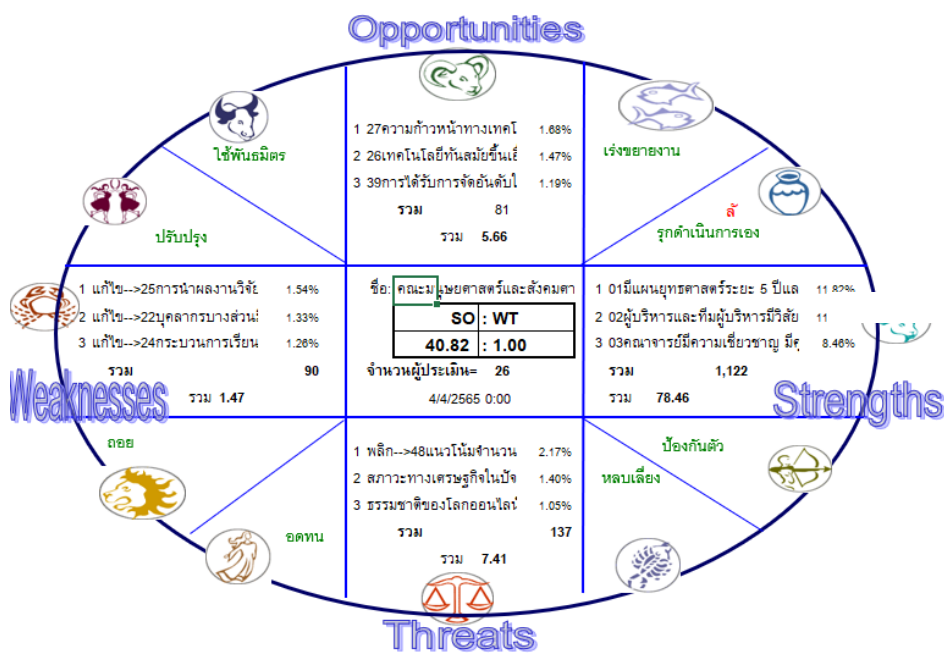 Opportunities
1 27ความก้าวหน้าทางเทคโ 1.68%
2 26เทคโนโลยีทันสมัยขึ้นเอื้ 1.47%
3 39การได้รับการจัดอันดับใ 1.19%
รวม 81
รวม 5.66
ใช้พันธมิตร
ปรับปรุง
เร่งขยายงาน
ลั
รุกดำเนินการเอง
1 แก้ไข-->25การนำผลงานวิจั 1.54%
2 แก้ไข-->22บุคลากรบางส่วน 1.33%
3 แก้ไข-->24กระบวนการเรียน 1.26%
รวม 90
รวม 1.47
Weaknesses
ชื่อ: คณะมนุษยศาสตร์และสังคมศา
SO : WT
40.82 : 1.00
จำนวนผู้ประเมิน= 26
4/4/2565 0:00
1 01มีแผนยุทธศาสตร์ระยะ 5 ปีแล 11.82%
2 02ผู้บริหารและทีมผู้บริหารมีวิสัย 11
3 03คณาจารย์มีความเชี่ยวชาญ มีคุ 8.46%
รวม 1,122
รวม 78.46
Strengths
ถอย
อดทน
1 พลิก-->48แนวโน้มจำนวน 2.17%
2 สภาวะทางเศรษฐกิจในปัจ 1.40%
3 ธรรมชาติของโลกออนไลน์ 1.05%
รวม 137
รวม 7.41
ป้องกันตัว
หลบเลี่ยง
Threats